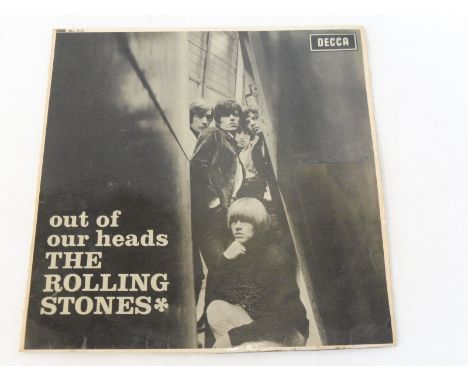 DECCA
out of
our heads
THE
ROLLING
STONES*